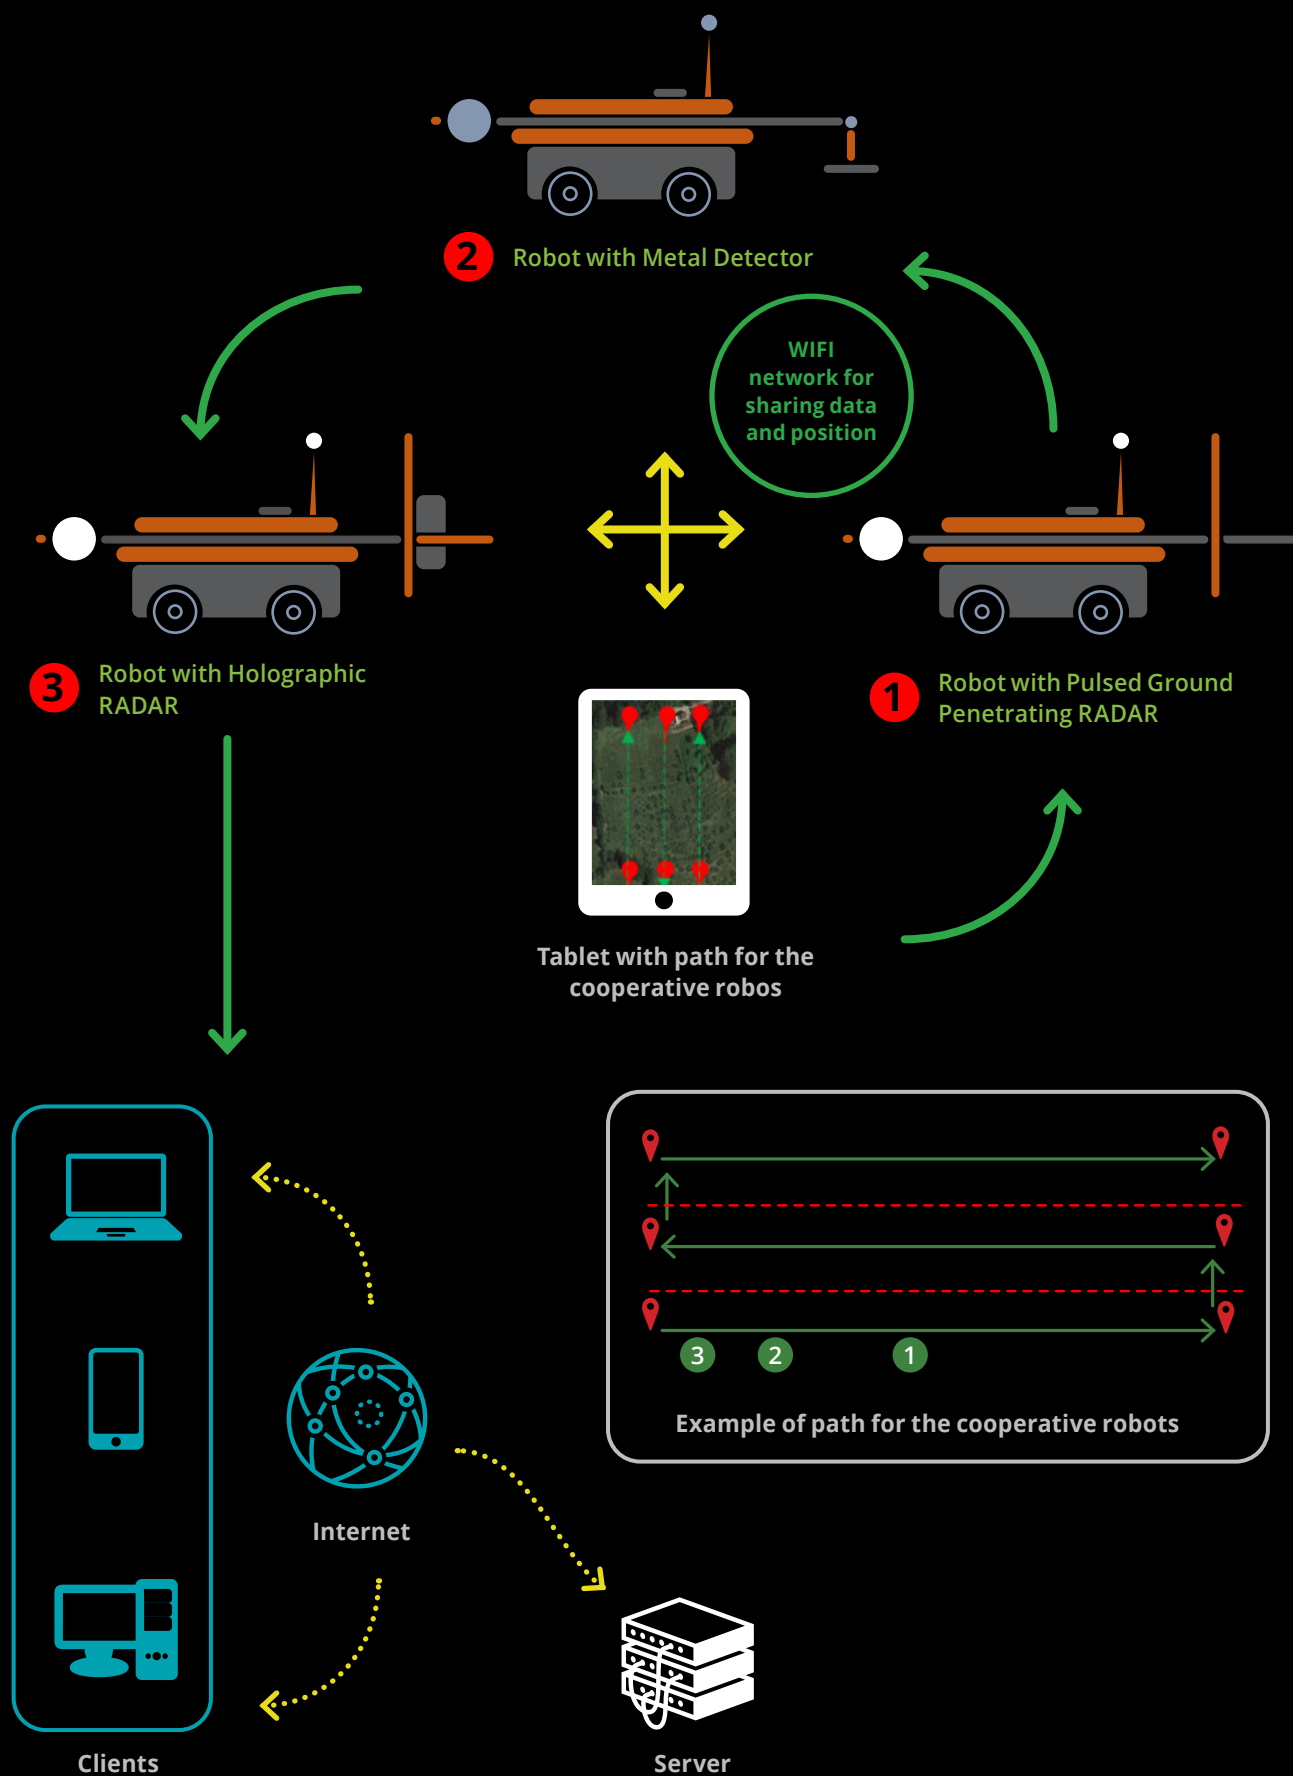 2
Robot with Metal Detector
WIFI
network for
sharing data
and position
3
Robot with Holographic
RADAR
1
Robot with Pulsed Ground
Penetrating RADAR
Tablet with path for the
cooperative robos
3 2 1
Example of path for the cooperative robots
Internet
Clients
Server